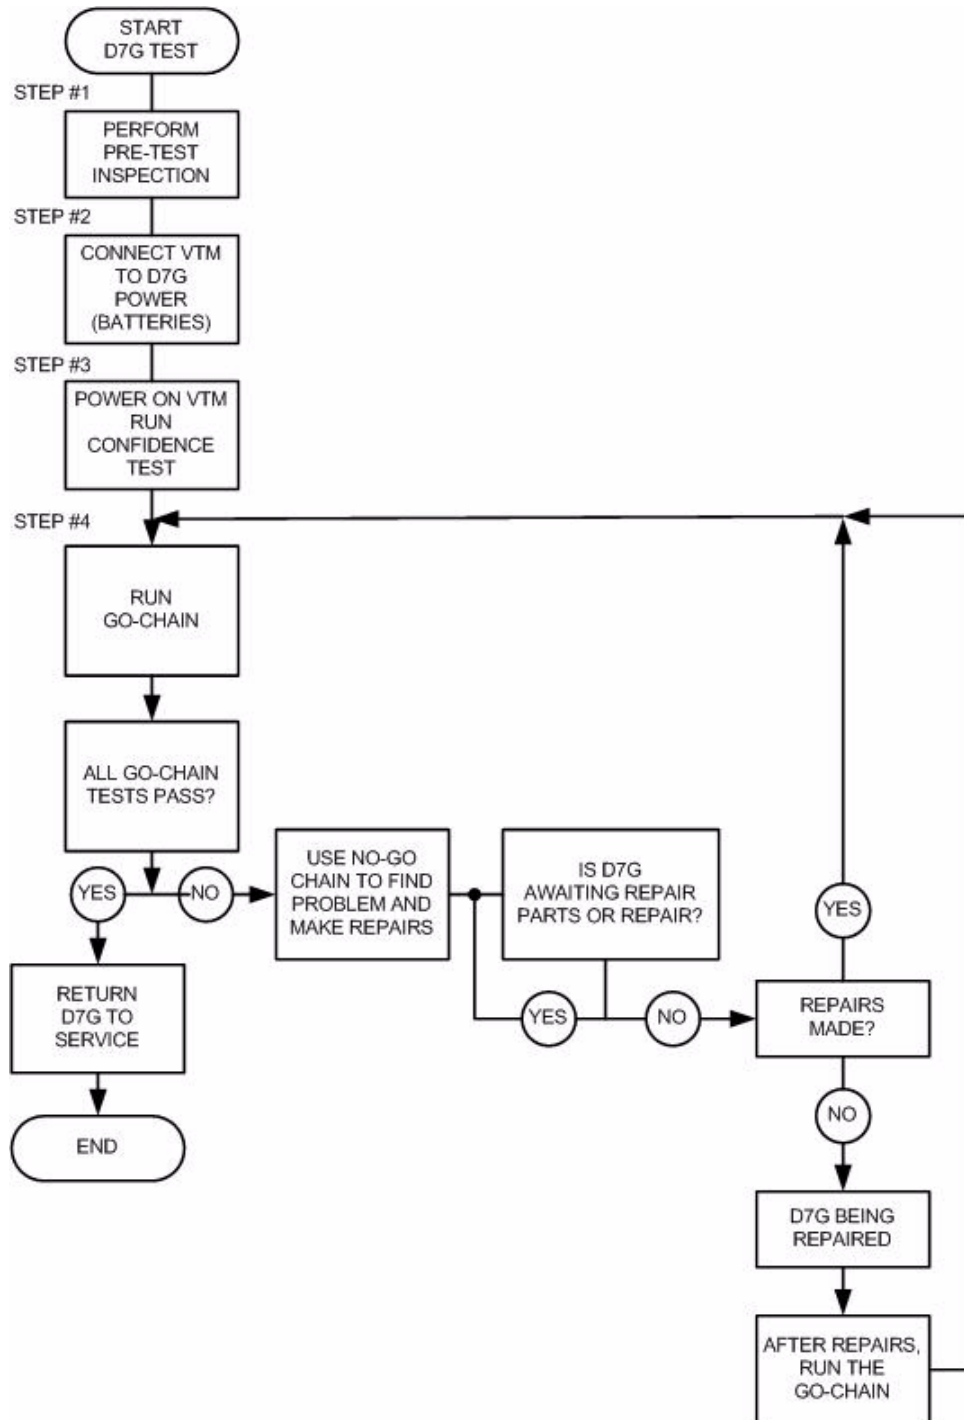 START
D7G TEST
STEP #1
PERFORM
PRE-TEST
INSPECTION
STEP #2
CONNECT VTM
TO D7G
POWER
(BATTERIES)
STEP #3
POWER ON VTM
RUN
CONFIDENCE
TEST
STEP #4
RUN
GO-CHAIN
ALL GO-CHAIN
TESTS PASS?
YES
NO
USE NO-GO
CHAIN TO FIND
PROBLEM AND
MAKE REPAIRS
IS D7G
AWAITING REPAIR
PARTS OR REPAIR?
YES
NO
YES
REPAIRS
MADE?
RETURN
D7G TO
SERVICE
END
NO
D7G BEING
REPAIRED
AFTER REPAIRS,
RUN THE
GO-CHAIN